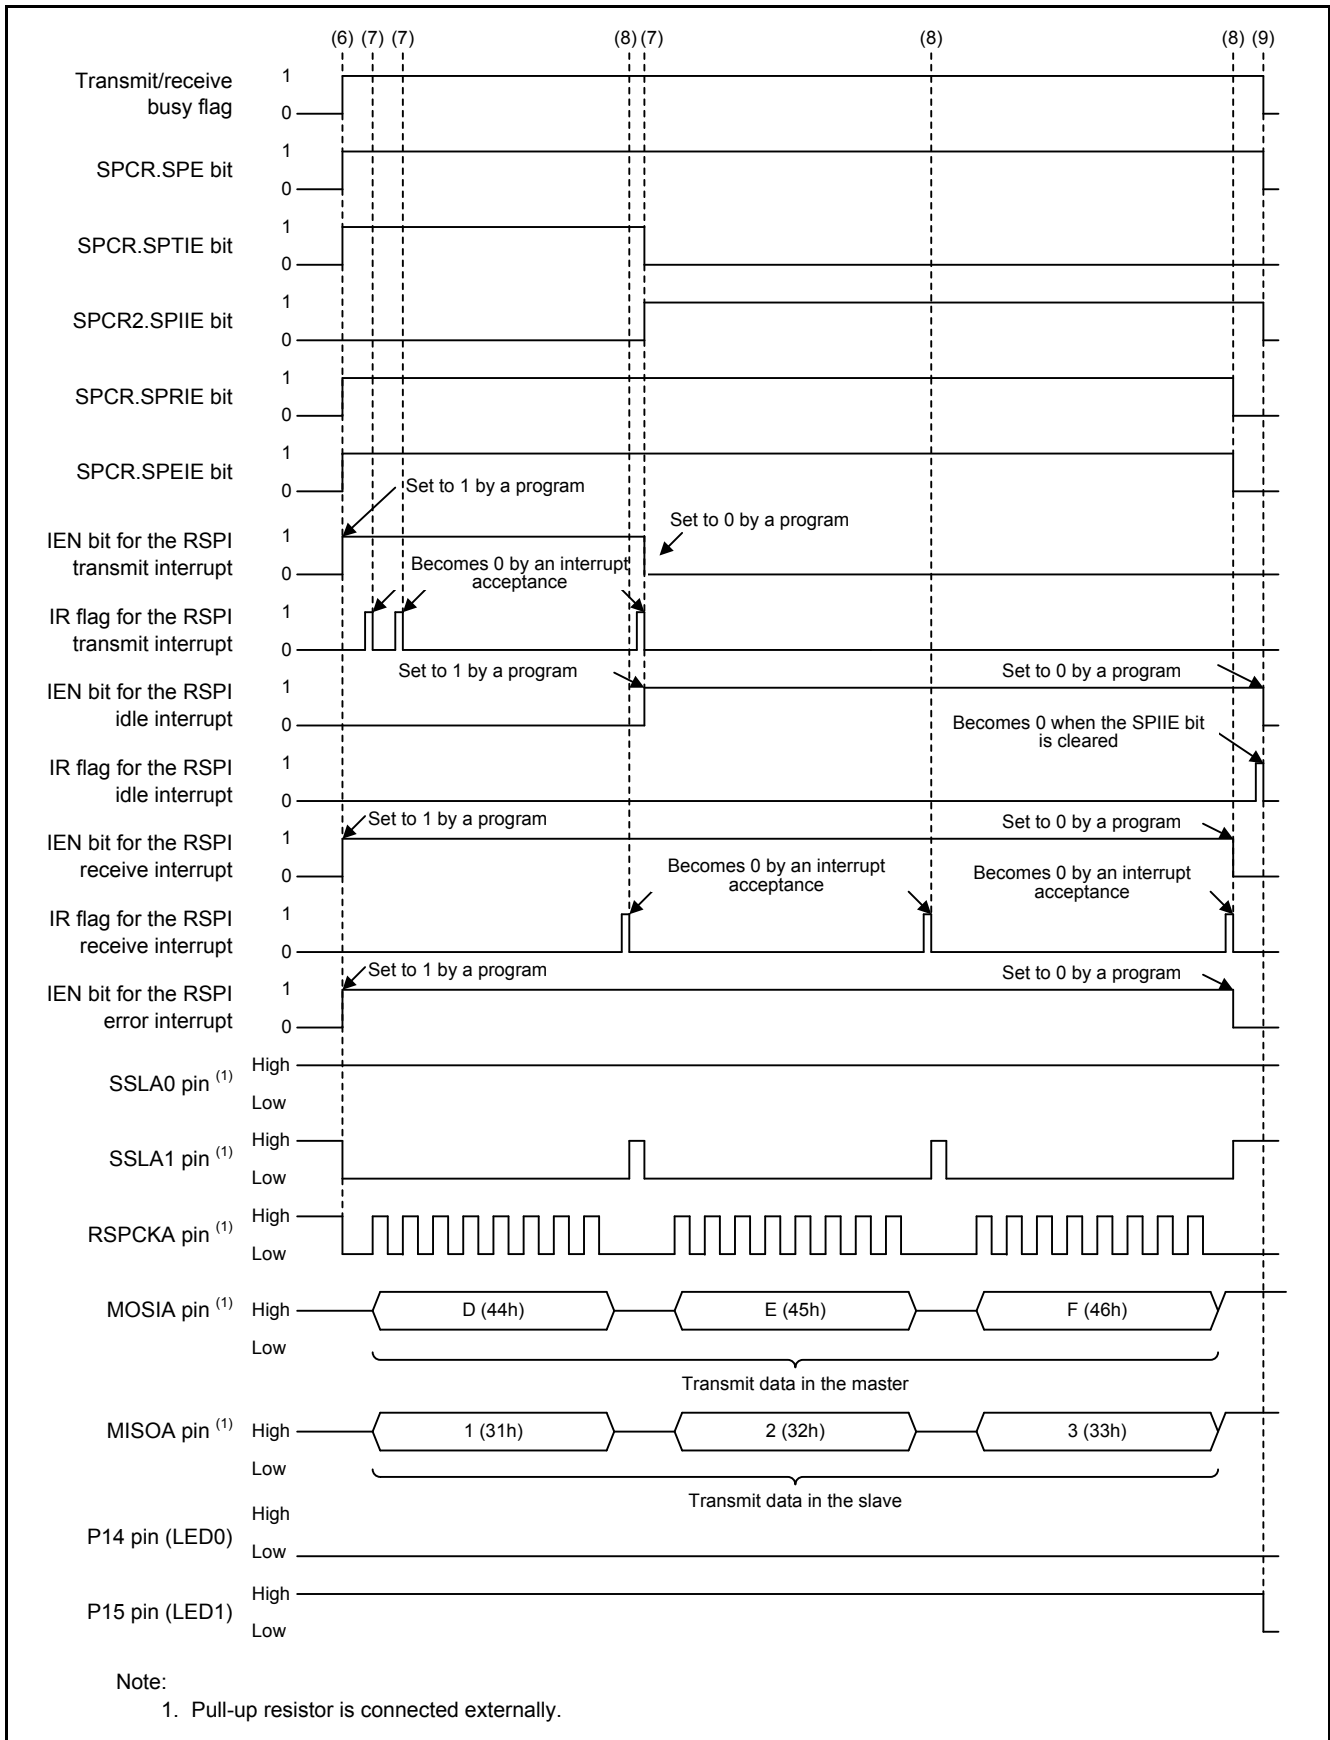 (6) (7) (7) (8) (7) (8) (8) (9)
Transmit/receive
busy flag
1
0
SPCR.SPE bit
1
0
SPCR.SPTIE bit
1
0
SPCR2.SPIIE bit
1
0
SPCR.SPRIE bit
1
0
SPCR.SPEIE bit
1
0
Set to 1 by a program
IEN bit for the RSPI
transmit interrupt
1
0
Set to 0 by a program
Becomes 0 by an interrupt
acceptance
IR flag for the RSPI
transmit interrupt
1
0
Set to 1 by a program
Set to 0 by a program
IEN bit for the RSPI
idle interrupt
1
0
Becomes 0 when the SPIIE bit
is cleared
IR flag for the RSPI
idle interrupt
1
0
Set to 1 by a program
Set to 0 by a program
IEN bit for the RSPI
receive interrupt
1
0
Becomes 0 by an interrupt
acceptance
Becomes 0 by an interrupt
acceptance
IR flag for the RSPI
receive interrupt
1
0
Set to 1 by a program
Set to 0 by a program
IEN bit for the RSPI
error interrupt
1
0
SSLA0 pin (1)
High
Low
SSLA1 pin (1)
High
Low
RSPCKA pin (1)
High
Low
MOSIA pin (1)
High
Low
D (44h) E (45h) F (46h)
Transmit data in the master
MISOA pin (1)
High
Low
1 (31h) 2 (32h) 3 (33h)
Transmit data in the slave
P14 pin (LED0)
High
Low
P15 pin (LED1)
High
Low
Note:
1. Pull-up resistor is connected externally.